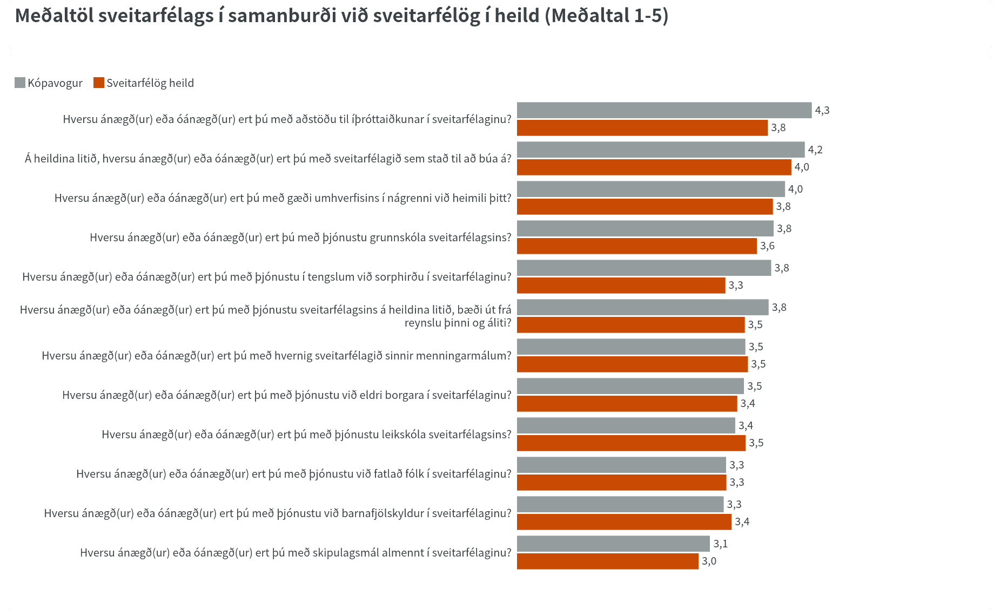 Meðaltöl sveitarfélags í samanburði við sveitarfélög í heild (Meðaltal 1-5)
Kópavogur
Sveitarfélög heild
Hversu ánægð(ur) eða óánægð(ur) ert þú með aðstöðu til íþróttaiðkunar í sveitarfélaginu?
4,3
3,8
Á heildina litið, hversu ánægð(ur) eða óánægð(ur) ert þú með sveitarfélagið sem stað til að búa á?
4,2
4,0
Hversu ánægð(ur) eða óánægð(ur) ert þú með gæði umhverfisins í nágrenni við heimili þitt?
4,0
3,8
Hversu ánægð(ur) eða óánægð(ur) ert þú með þjónustu grunnskóla sveitarfélagsins?
3,8
3,6
Hversu ánægð(ur) eða óánægð(ur) ert þú með þjónustu í tengslum við sorphirðu í sveitarfélaginu?
3,8
3,3
Hversu ánægð(ur) eða óánægð(ur) ert þú með þjónustu sveitarfélagsins á heildina litið, bæði út frá
reynslu þinni og áliti?
3,8
3,5
Hversu ánægð(ur) eða óánægð(ur) ert þú með hvernig sveitarfélagið sinnir menningarmálum?
3,5
3,5
Hversu ánægð(ur) eða óánægð(ur) ert þú með þjónustu við eldri borgara í sveitarfélaginu?
3,5
3,4
Hversu ánægð(ur) eða óánægð(ur) ert þú með þjónustu leikskóla sveitarfélagsins?
3,4
3,5
Hversu ánægð(ur) eða óánægð(ur) ert þú með þjónustu við fatlað fólk í sveitarfélaginu?
3,3
3,3
Hversu ánægð(ur) eða óánægð(ur) ert þú með þjónustu við barnafjölskyldur í sveitarfélaginu?
3,3
3,4
Hversu ánægð(ur) eða óánægð(ur) ert þú með skipulagsmál almennt í sveitarfélaginu?
3,1
3,0